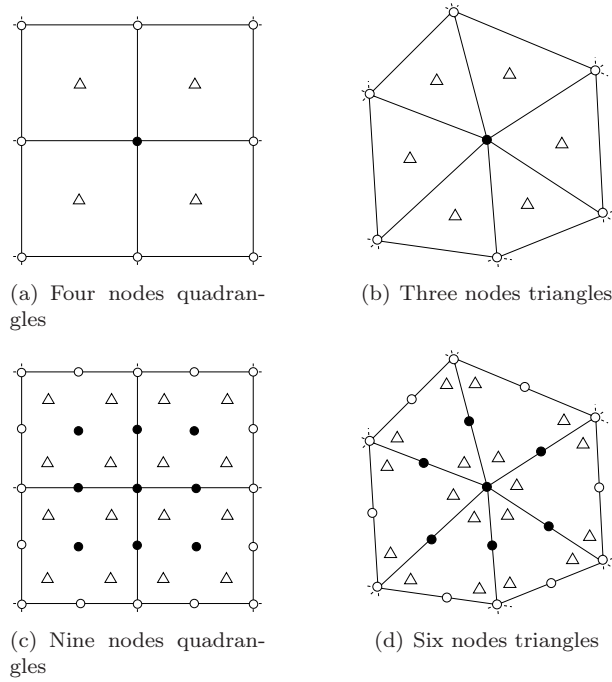 (a) Four nodes quadran-
gles
(b) Three nodes triangles
(c) Nine nodes quadran-
gles
(d) Six nodes triangles